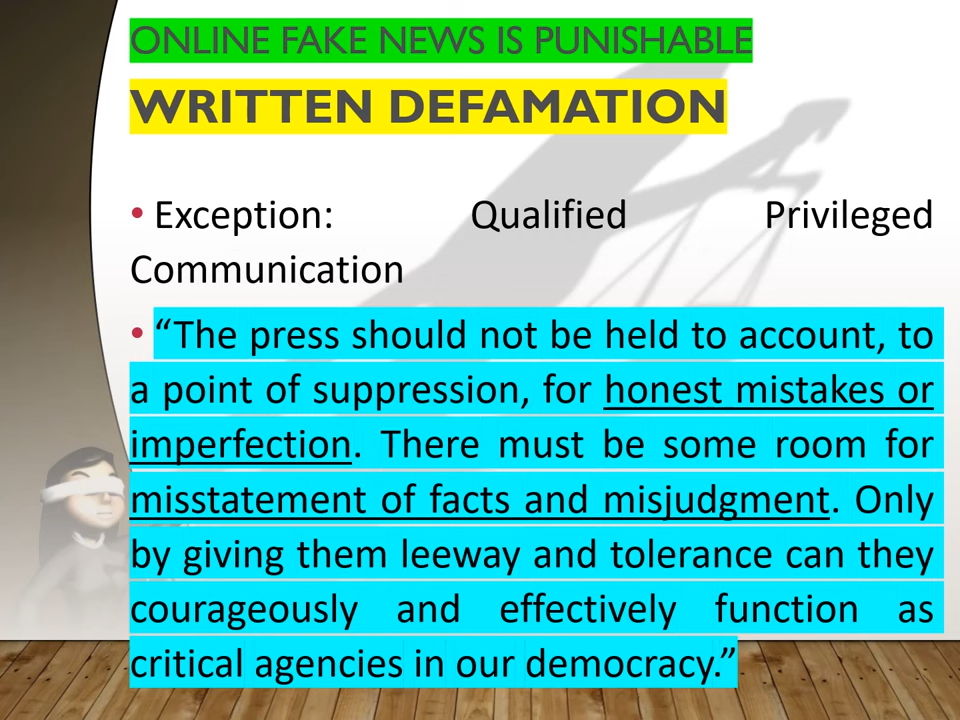 ONLINE FAKE NEWS IS PUNISHABLE
WRITTEN DEFAMATION
• Exception: Qualified Privileged
Communication
• “The press should not be held to account, to
a point of suppression, for honest mistakes or
imperfection. There must be some room for
misstatement of facts and misjudgment. Only
by giving them leeway and tolerance can they
courageously and effectively function as
critical agencies in our democracy.”